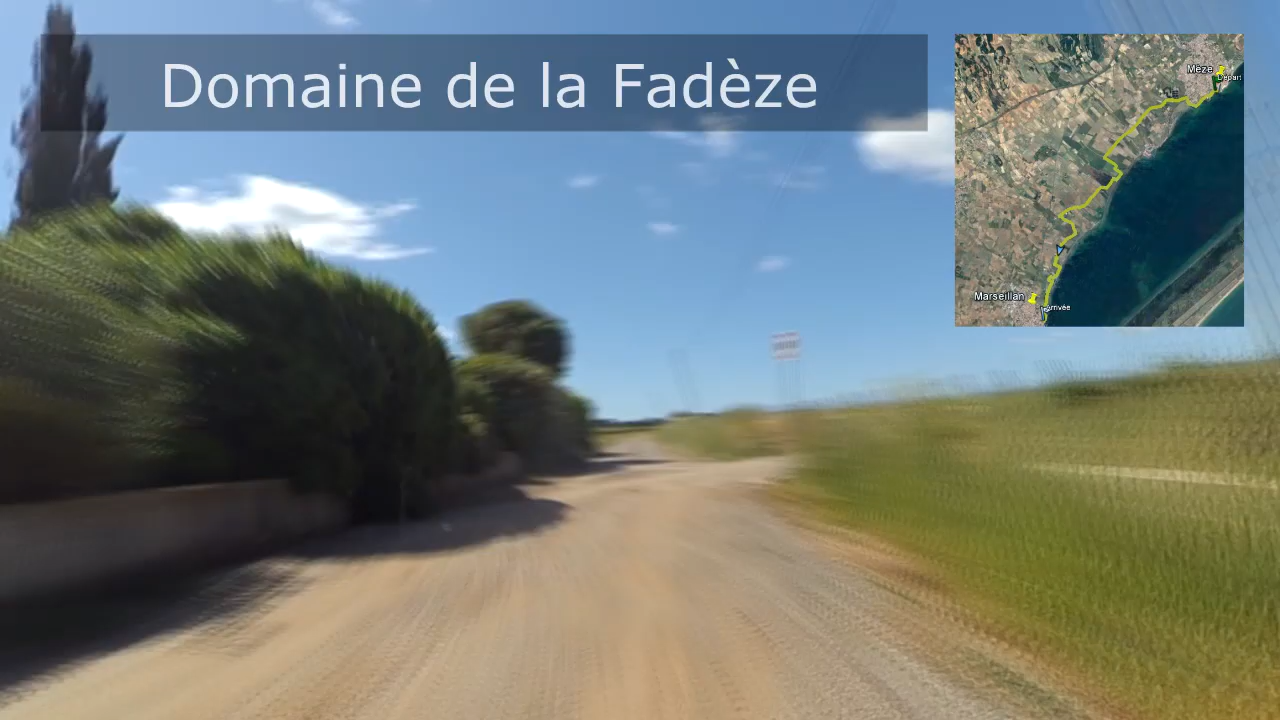 Domaine de la Fadèze
Mèze
Départ
Marseillan
Arrivée